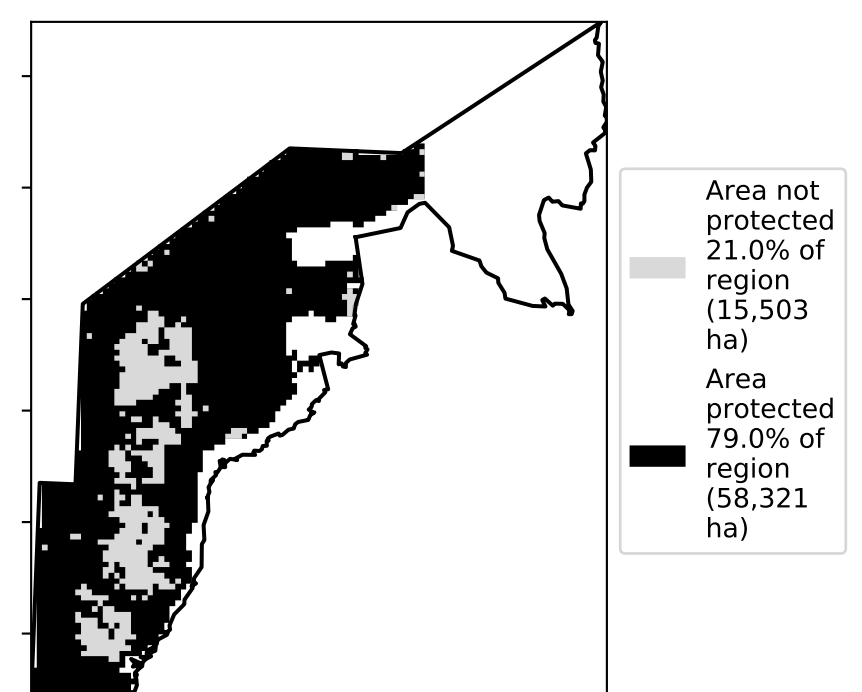 Area not
protected
21.0% of
region
(15,503
ha)
Area
protected
79.0% of
region
(58,321
ha)